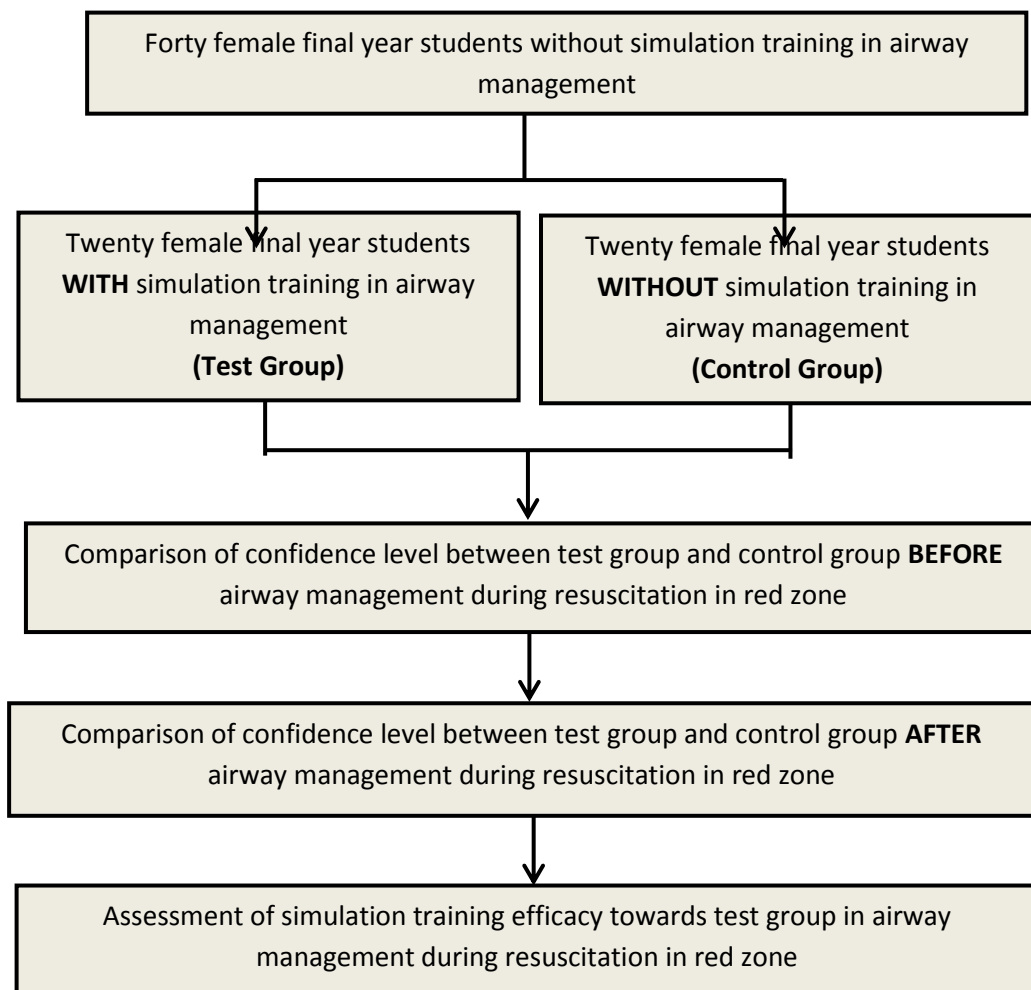 Forty female final year students without simulation training in airway
management
Twenty female final year students
WITH simulation training in airway
management
(Test Group)
Twenty female final year students
WITHOUT simulation training in
airway management
(Control Group)
Comparison of confidence level between test group and control group BEFORE
airway management during resuscitation in red zone
Comparison of confidence level between test group and control group AFTER
airway management during resuscitation in red zone
Assessment of simulation training efficacy towards test group in airway
management during resuscitation in red zone